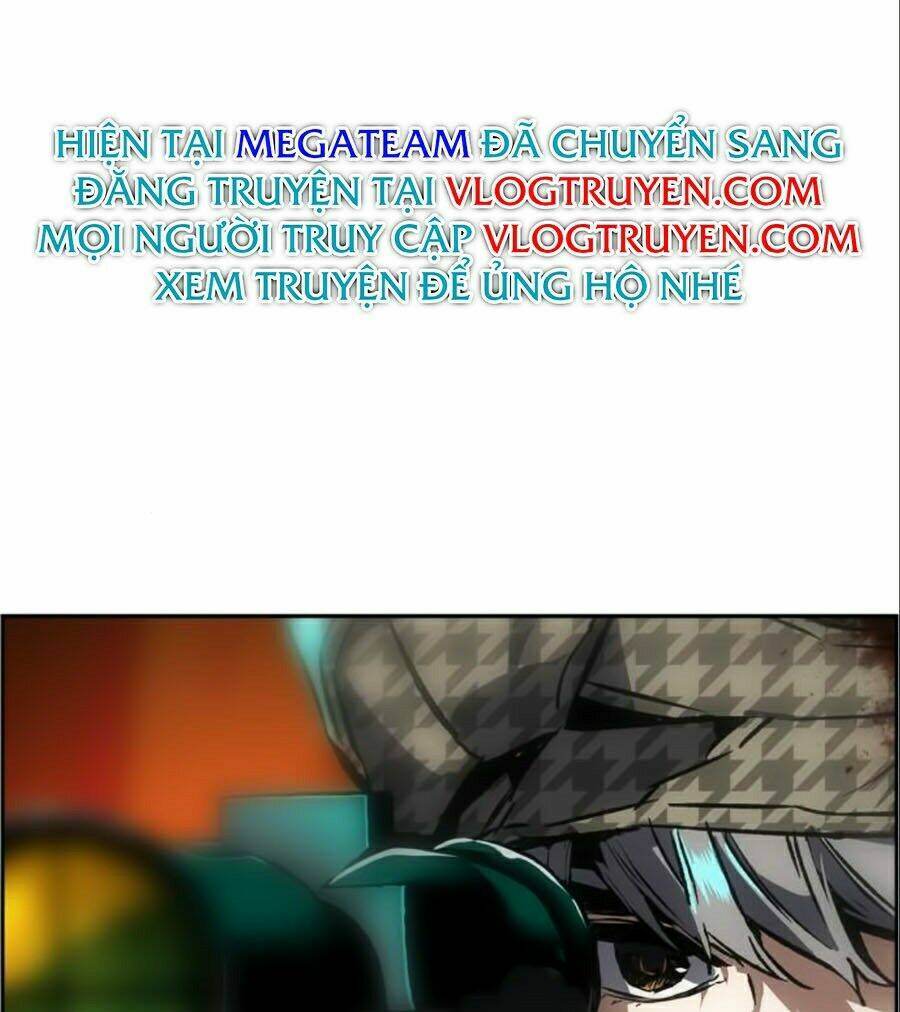 HIỆN TẠI MEGATEAM ĐÃ CHUYỂN SANG
ĐĂNG TRUYỆN TẠI VLOGTRUYEN.COM
MỌI NGƯỜI TRUY CẬP VLOGTRUYEN.COM
XEM TRUYỆN ĐỂ ỦNG HỘ NHÉ